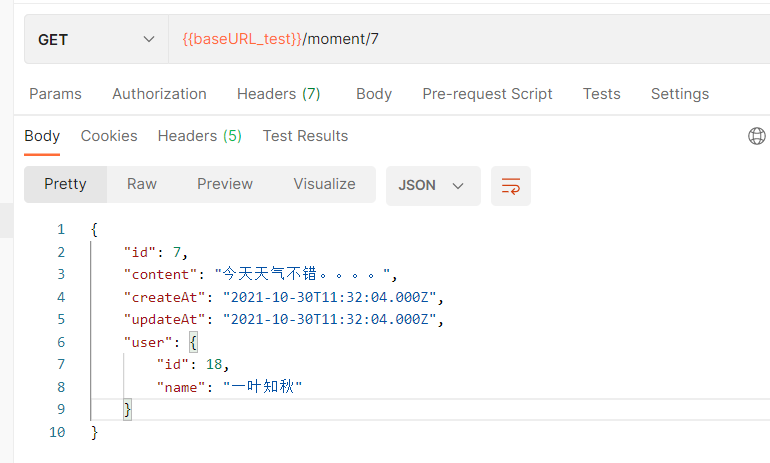 GET {{baseURL_test}}/moment/7
Params Authorization Headers (7) Body Pre-request Script Tests Settings
Body Cookies Headers (5) Test Results
Pretty Raw Preview Visualize JSON
1 {
2 "id": 7,
3 "content": "今天天气不错。。。。",
4 "createAt": "2021-10-30T11:32:04.000Z",
5 "updateAt": "2021-10-30T11:32:04.000Z",
6 "user": {
7 "id": 18,
8 "name": "一叶知秋"
9 }
10 }